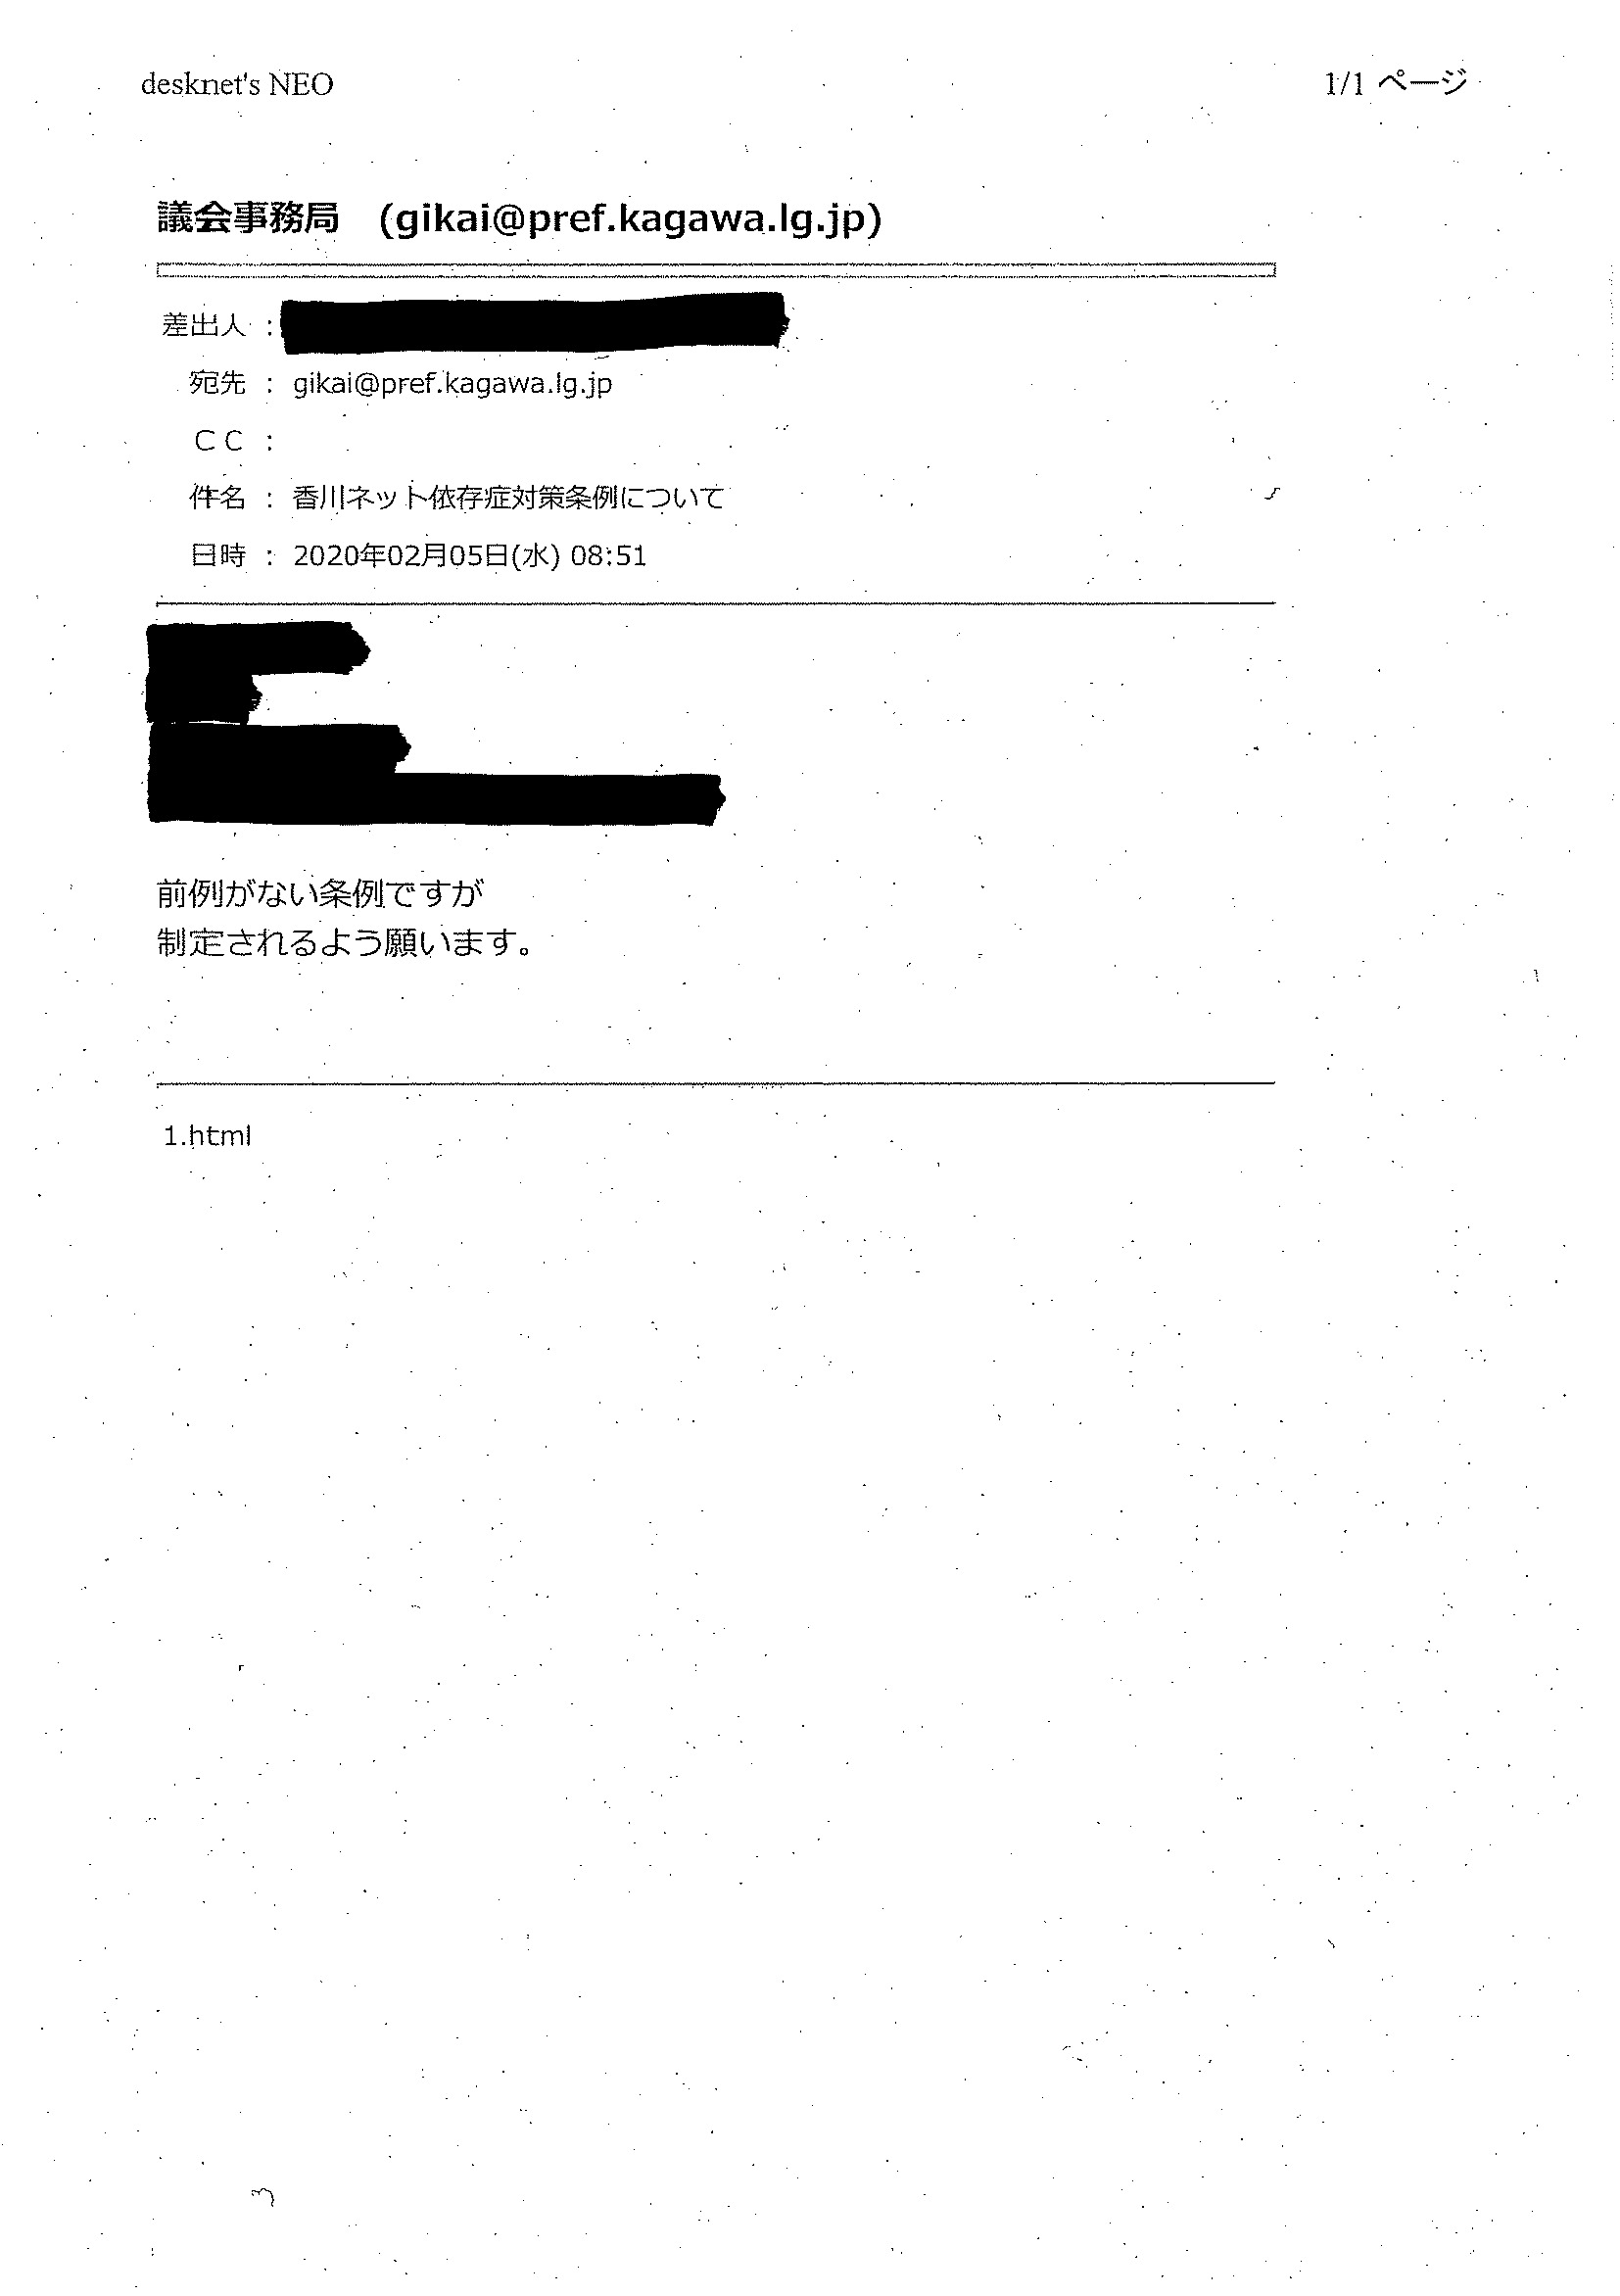 desknet's NEO 1/1 ページ
議会事務局 (gikai@pref.kagawa.lg.jp)
差出人 :
宛先 : gikai@pref.kagawa.lg.jp
ＣＣ :
件名 : 香川ネット依存症対策条例について
日時 : 2020年02月05日(水) 08:51
前例がない条例ですが
制定されるよう願います。
1.html